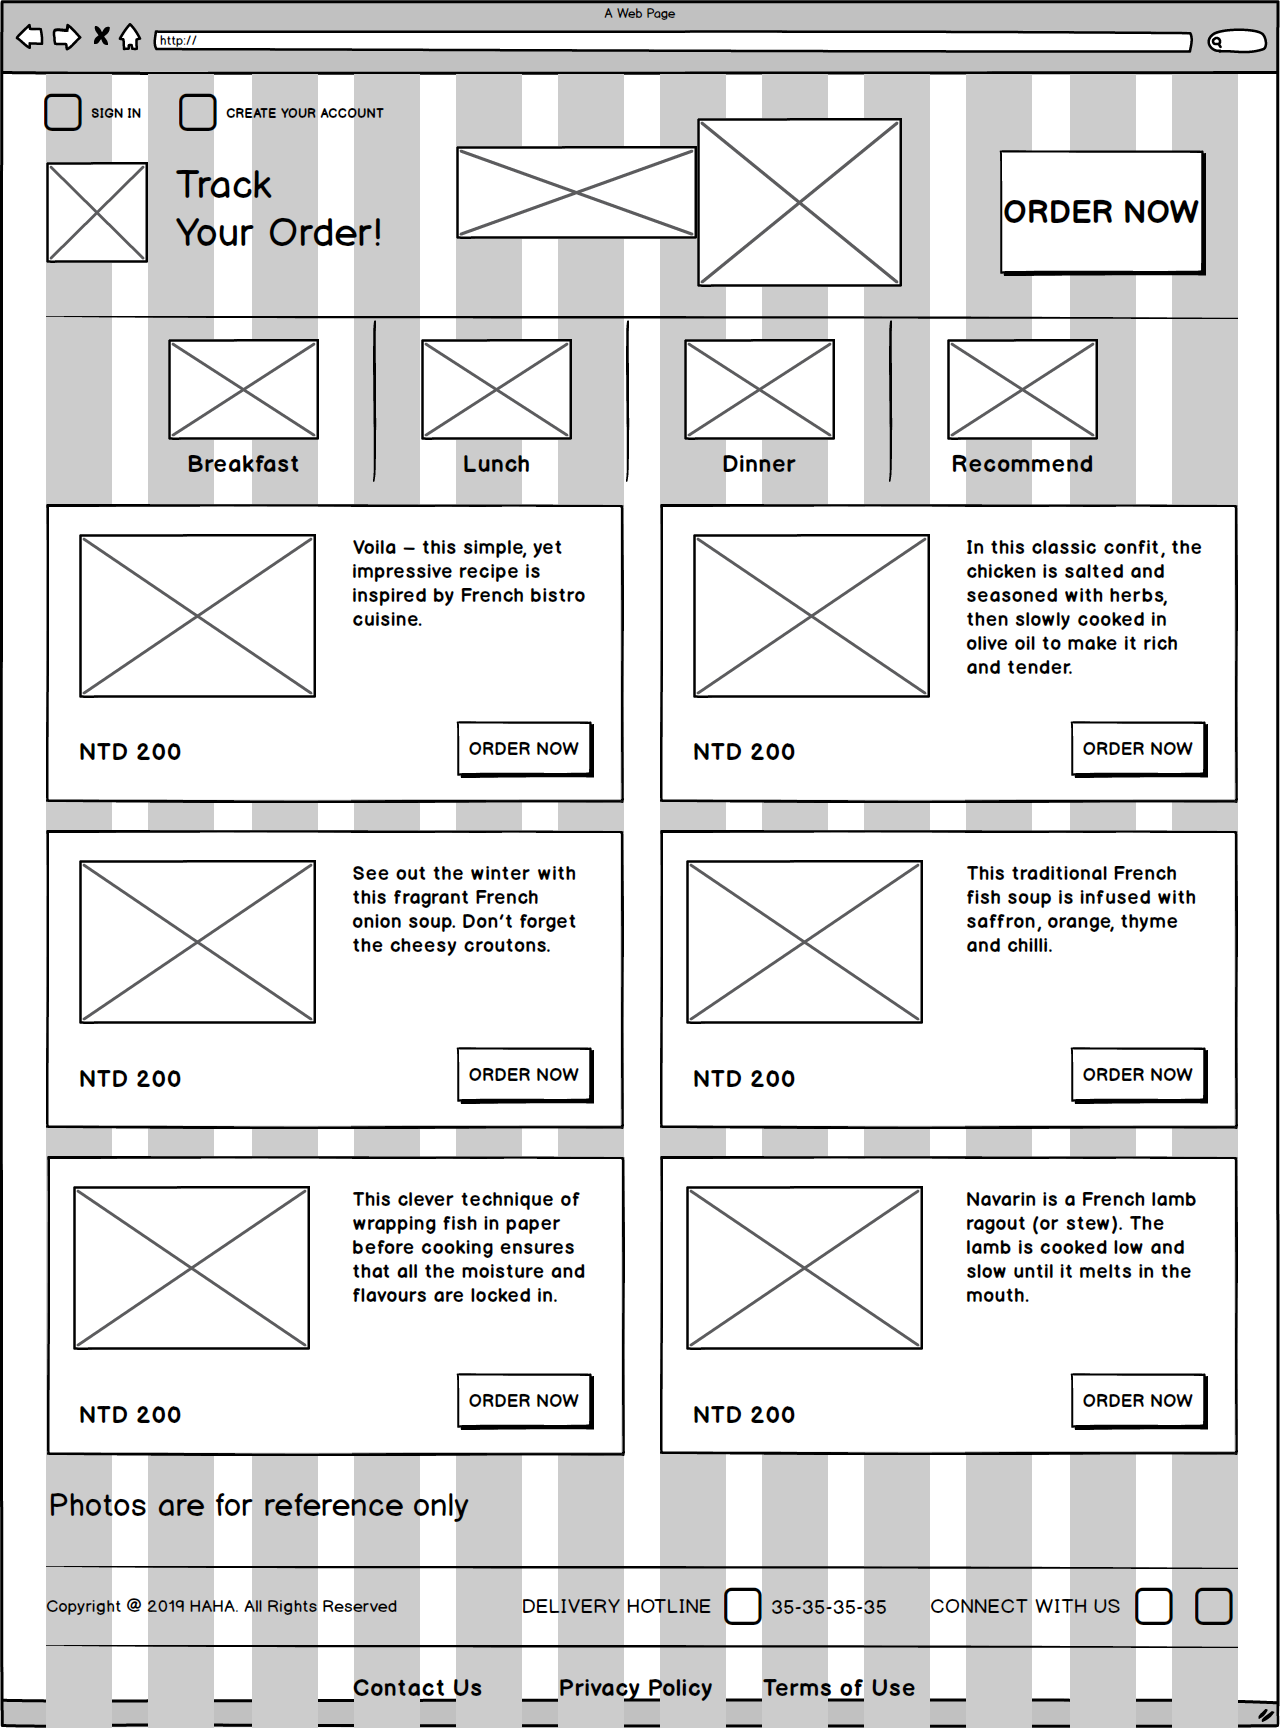 A Web Page
http://
SIGN IN
CREATE YOUR ACCOUNT
Track
Your Order!
ORDER NOW
Breakfast
Lunch
Dinner
Recommend
Voila – this simple, yet
impressive recipe is
inspired by French bistro
cuisine.
NTD 200
ORDER NOW
In this classic confit, the
chicken is salted and
seasoned with herbs,
then slowly cooked in
olive oil to make it rich
and tender.
NTD 200
ORDER NOW
See out the winter with
this fragrant French
onion soup. Don't forget
the cheesy croutons.
NTD 200
ORDER NOW
This traditional French
fish soup is infused with
saffron, orange, thyme
and chilli.
NTD 200
ORDER NOW
This clever technique of
wrapping fish in paper
before cooking ensures
that all the moisture and
flavours are locked in.
NTD 200
ORDER NOW
Navarin is a French lamb
ragout (or stew). The
lamb is cooked low and
slow until it melts in the
mouth.
NTD 200
ORDER NOW
Photos are for reference only
Copyright @ 2019 HAHA. All Rights Reserved
DELIVERY HOTLINE
35-35-35-35
CONNECT WITH US
Contact Us
Privacy Policy
Terms of Use